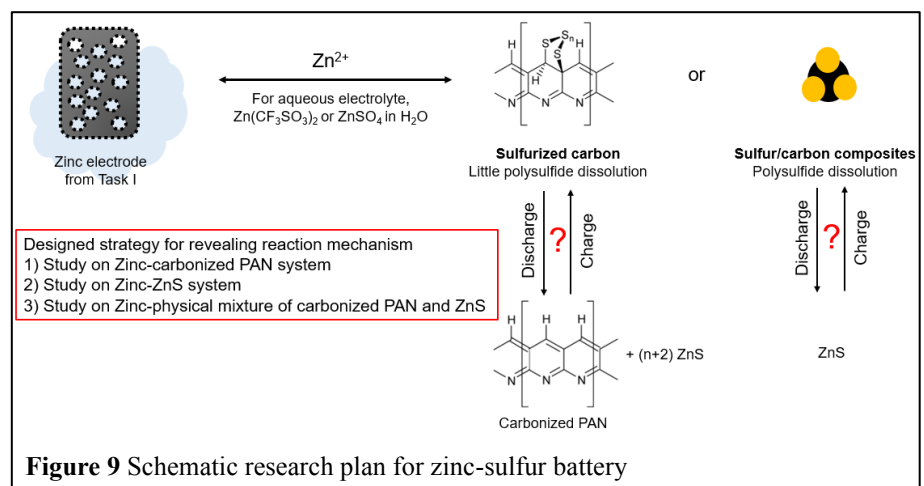 Zn2+
For aqueous electrolyte,
Zn(CF3SO3)2 or ZnSO4 in H2O
Zinc electrode
from Task I
H
S
Sn
S
H
H
N
N
N
or
Sulfurized carbon
Little polysulfide dissolution
Sulfur/carbon composites
Polysulfide dissolution
Designed strategy for revealing reaction mechanism
1) Study on Zinc-carbonized PAN system
2) Study on Zinc-ZnS system
3) Study on Zinc-physical mixture of carbonized PAN and ZnS
Discharge
?
Charge
Discharge
?
Charge
H
H
H
N
N
N
+ (n+2) ZnS
Carbonized PAN
ZnS
Figure 9 Schematic research plan for zinc-sulfur battery